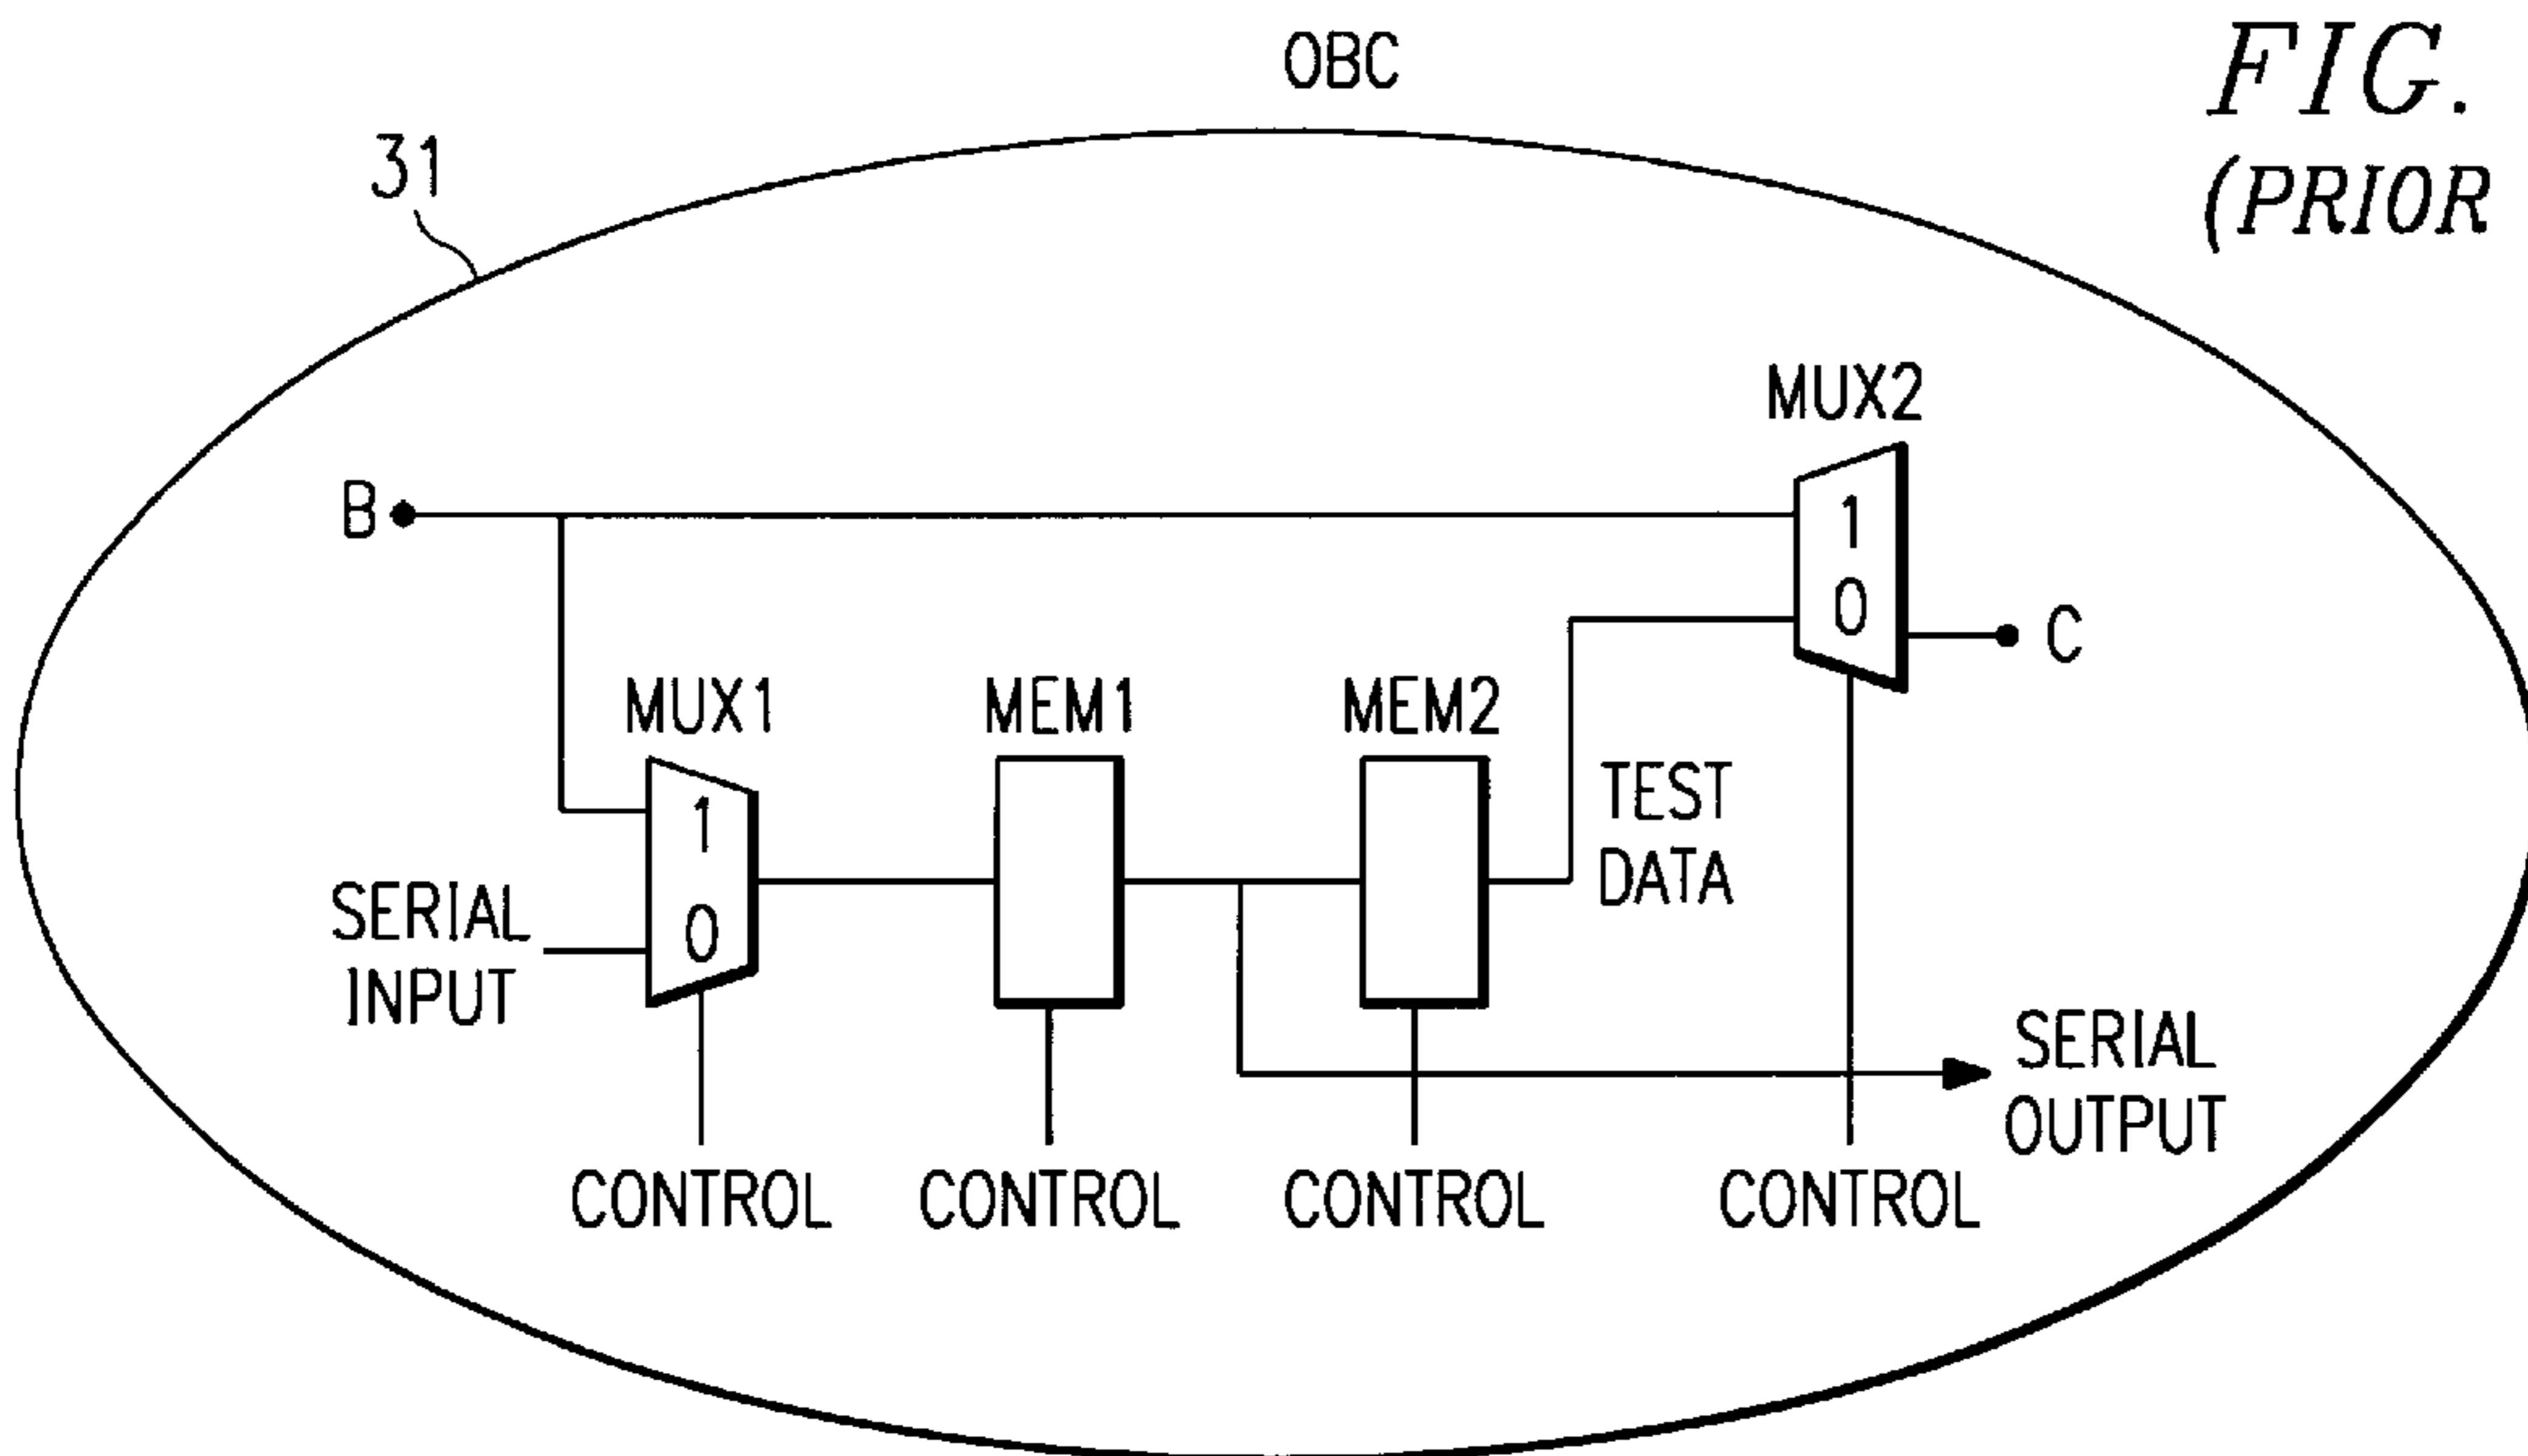 OBC
FIG.
(PRIOR
31
MUX2
B
1
0
C
MUX1
MEM1
MEM2
1
0
TEST
DATA
SERIAL
INPUT
SERIAL
OUTPUT
CONTROL
CONTROL
CONTROL
CONTROL